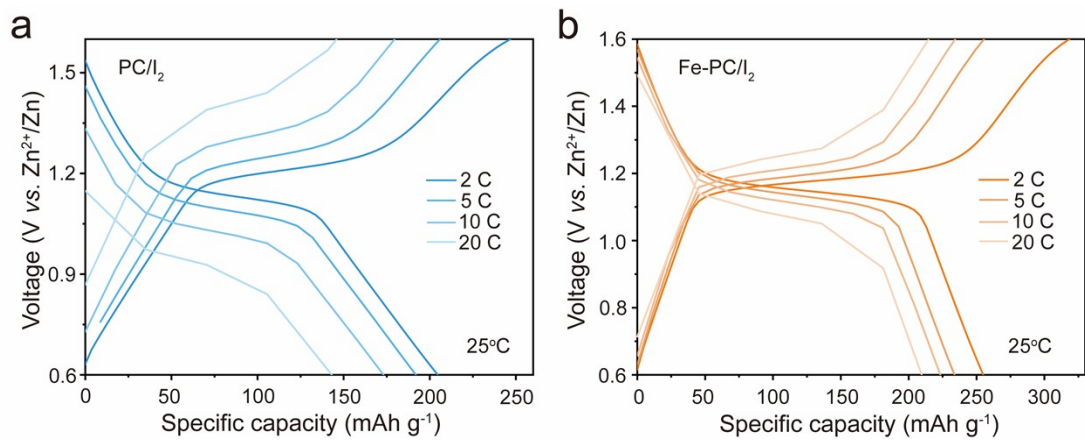 a
PC/I₂
1.5
1.2
0.9
0.6
Voltage (V vs. Zn²⁺/Zn)
2 C
5 C
10 C
20 C
25°C
0 50 100 150 200 250
Specific capacity (mAh g⁻¹)
b
Fe-PC/I₂
1.6
1.4
1.2
1.0
0.8
0.6
Voltage (V vs. Zn²⁺/Zn)
2 C
5 C
10 C
20 C
25°C
0 50 100 150 200 250 300
Specific capacity (mAh g⁻¹)